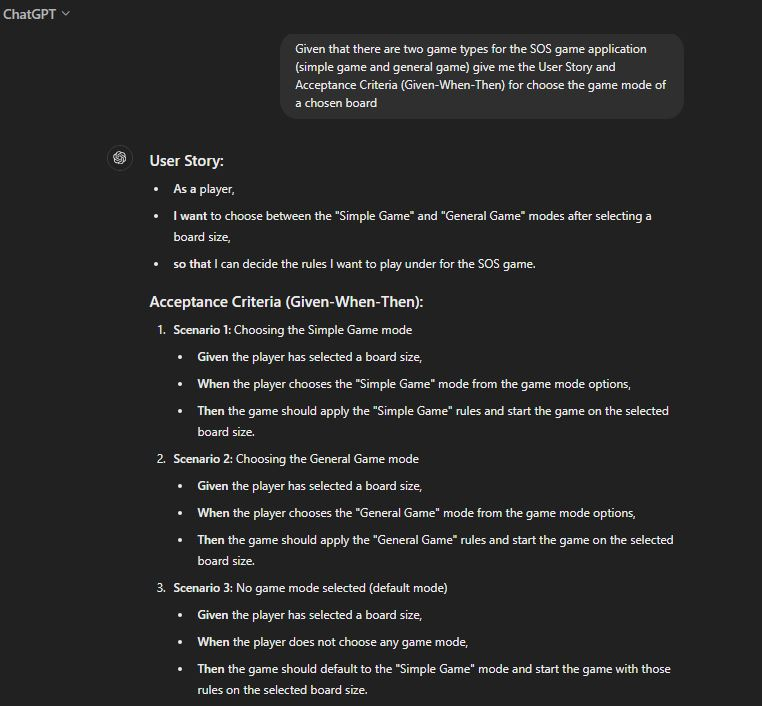 ChatGPT
Given that there are two game types for the SOS game application
(simple game and general game) give me the User Story and
Acceptance Criteria (Given-When-Then) for choose the game mode of
a chosen board
User Story:
• As a player,
• I want to choose between the "Simple Game" and "General Game" modes after selecting a
board size,
• so that I can decide the rules I want to play under for the SOS game.
Acceptance Criteria (Given-When-Then):
1. Scenario 1: Choosing the Simple Game mode
• Given the player has selected a board size,
• When the player chooses the "Simple Game" mode from the game mode options,
• Then the game should apply the "Simple Game" rules and start the game on the selected
board size.
2. Scenario 2: Choosing the General Game mode
• Given the player has selected a board size,
• When the player chooses the "General Game" mode from the game mode options,
• Then the game should apply the "General Game" rules and start the game on the selected
board size.
3. Scenario 3: No game mode selected (default mode)
• Given the player has selected a board size,
• When the player does not choose any game mode,
• Then the game should default to the "Simple Game" mode and start the game with those
rules on the selected board size.